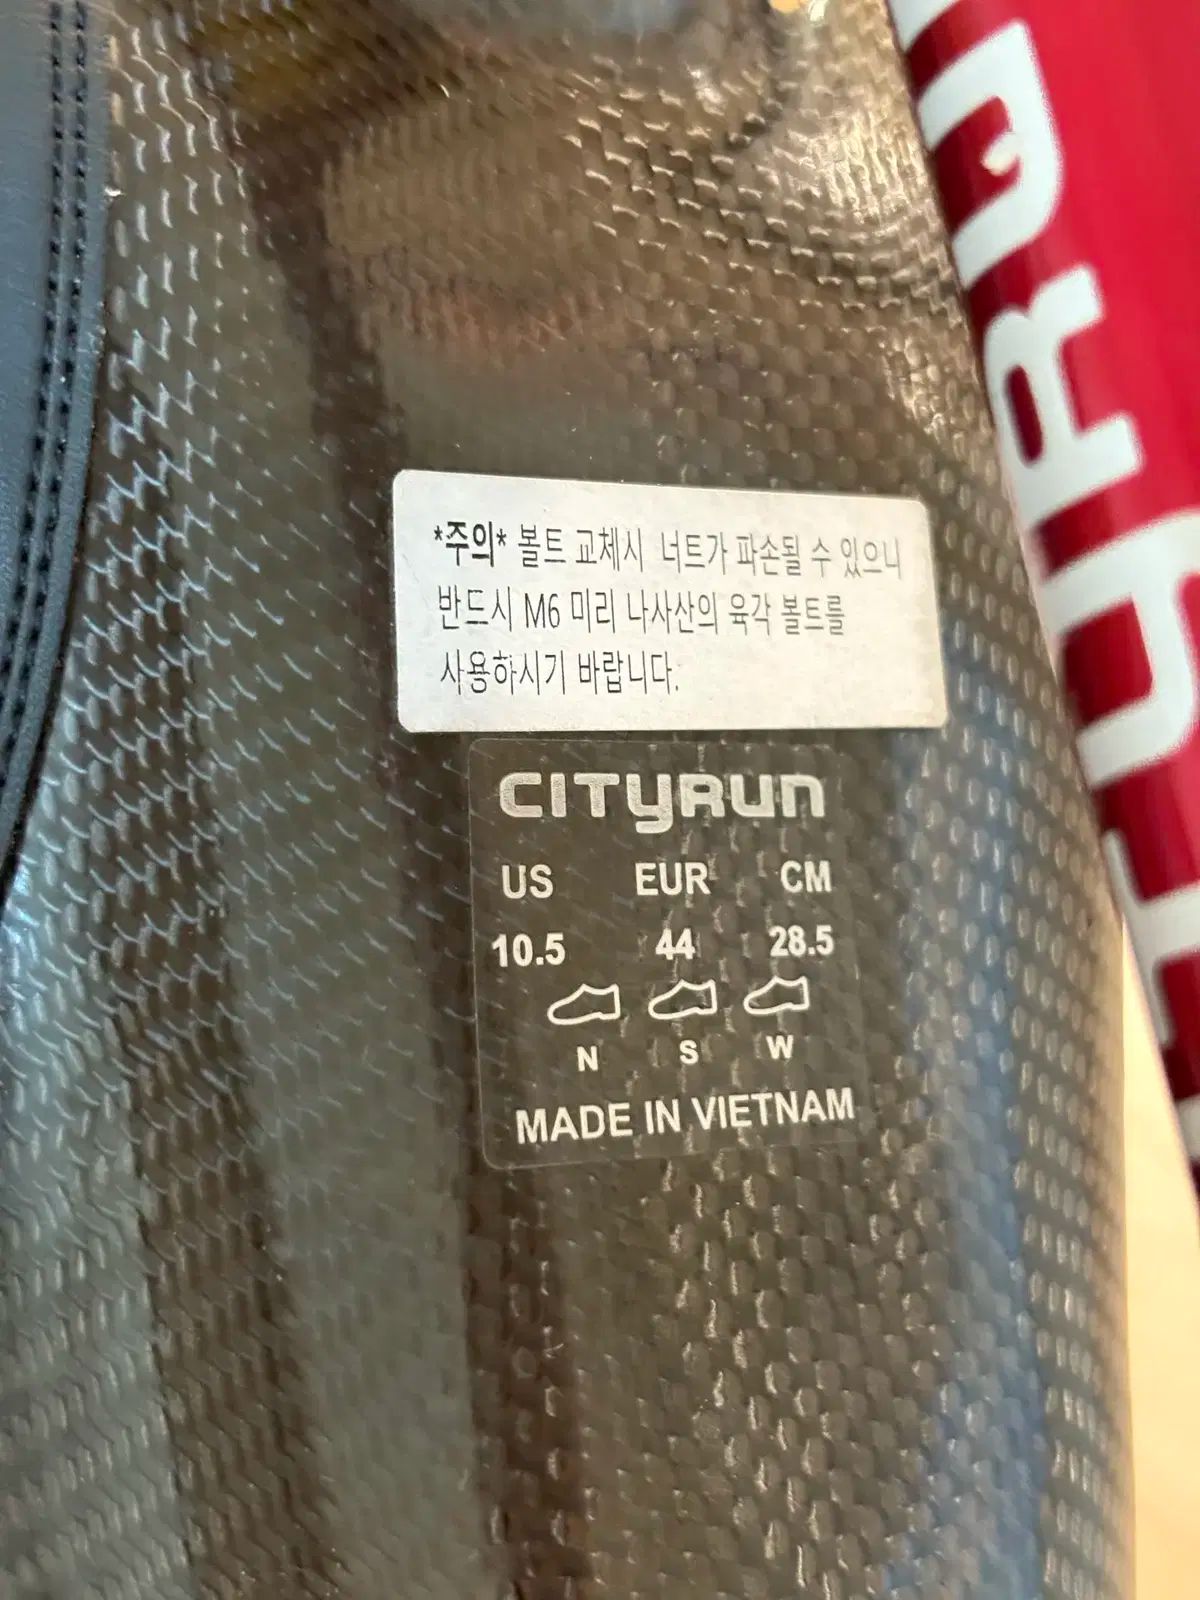 *주의* 볼트 교체시 너트가 파손될 수 있으니
반드시 M6 미리 나사산의 육각 볼트를
사용하시기 바랍니다.
CITYRUN
US EUR CM
10.5 44 28.5
N S W
MADE IN VIETNAM